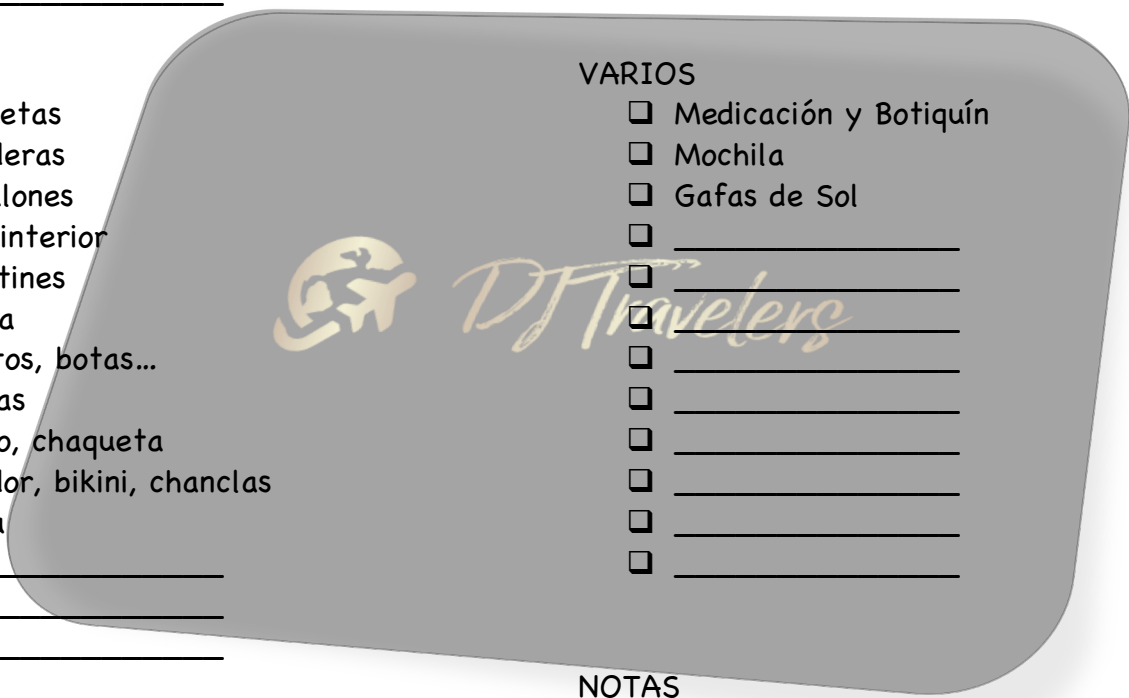 etas
leras
lones
interior
tines
a
ros, botas…
as
o, chaqueta
lor, bikini, chanclas
a
VARIOS
Medicación y Botiquín
Mochila
Gafas de Sol
DJTravelers
NOTAS